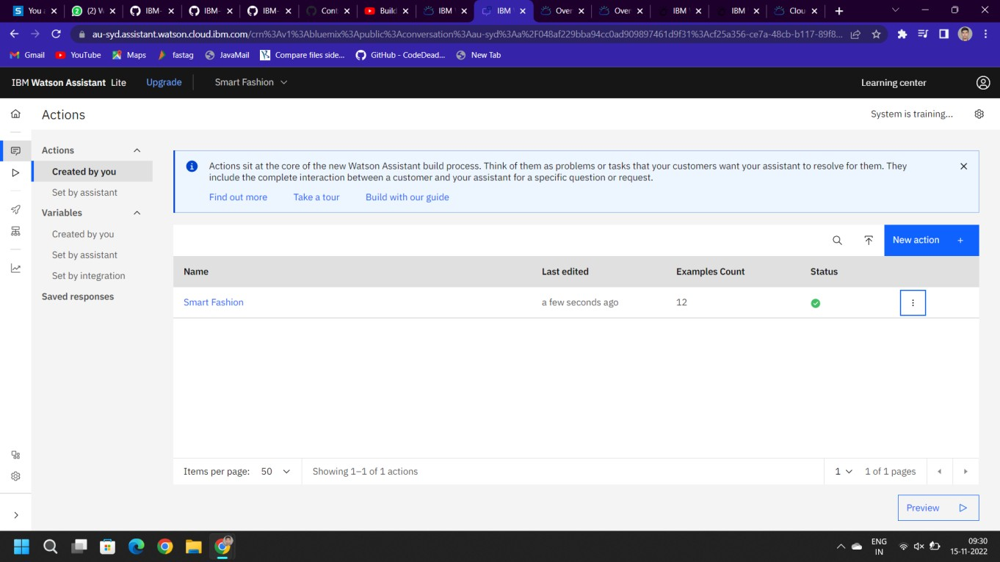 You a
(2) W
IBM-
IBM-
IBM-
Cont
Build
IBM
IBM
Over
Over
IBM
IBM
Clou
au-syd.assistant.watson.cloud.ibm.com/crn%3Av1%3Abluemix%3Apublic%3Aconversation%3Aau-syd%3Aa%2F048af229bba94cc0ad909897461d9f31%3Acf25a356-ce7a-48cb-b117-89f8...
Gmail YouTube Maps fastag JavaMail Compare files side... GitHub - CodeDead... New Tab
IBM Watson Assistant Lite Upgrade Smart Fashion Learning center
Actions System is training...
Actions
Created by you
Set by assistant
Variables
Created by you
Set by assistant
Set by integration
Saved responses
Actions sit at the core of the new Watson Assistant build process. Think of them as problems or tasks that your customers want your assistant to resolve for them. They
include the complete interaction between a customer and your assistant for a specific question or request.
Find out more Take a tour Build with our guide
New action +
Name Last edited Examples Count Status
Smart Fashion a few seconds ago 12
Items per page: 50 Showing 1–1 of 1 actions 1 1 of 1 pages
Preview
ENG
IN
09:30
15-11-2022